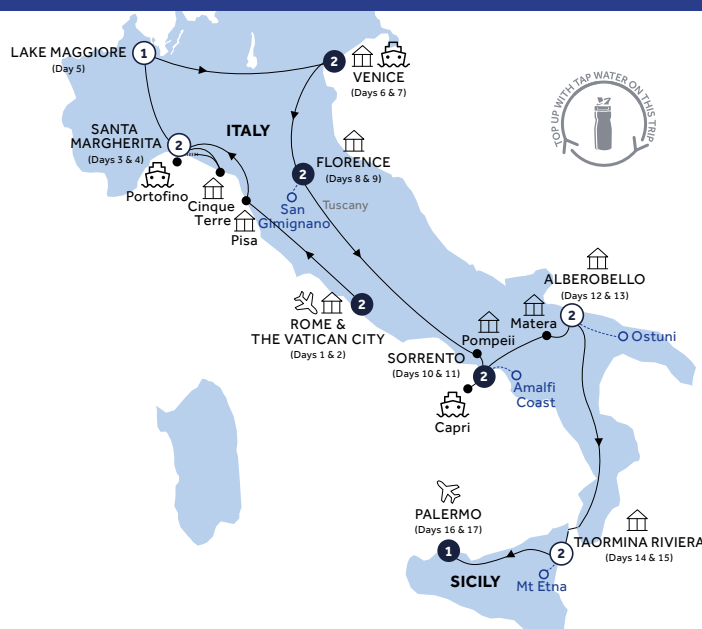 LAKE MAGGIORE
(Day 5)
1
2
VENICE
(Days 6 & 7)
TOP UP WITH TAP WATER ON THIS TRIP
SANTA
MARGHERITA
(Days 3 & 4)
2
ITALY
Portofino
Cinque
Terre
Pisa
FLORENCE
(Days 8 & 9)
2
San
Gimignano
Tuscany
2
ROME &
THE VATICAN CITY
(Days 1 & 2)
ALBEROBELLO
(Days 12 & 13)
2
Matera
Ostuni
Pompeii
SORRENTO
(Days 10 & 11)
2
Amalfi
Coast
Capri
PALERMO
(Days 16 & 17)
1
TAORMINA RIVIERA
(Days 14 & 15)
2
SICILY
Mt Etna